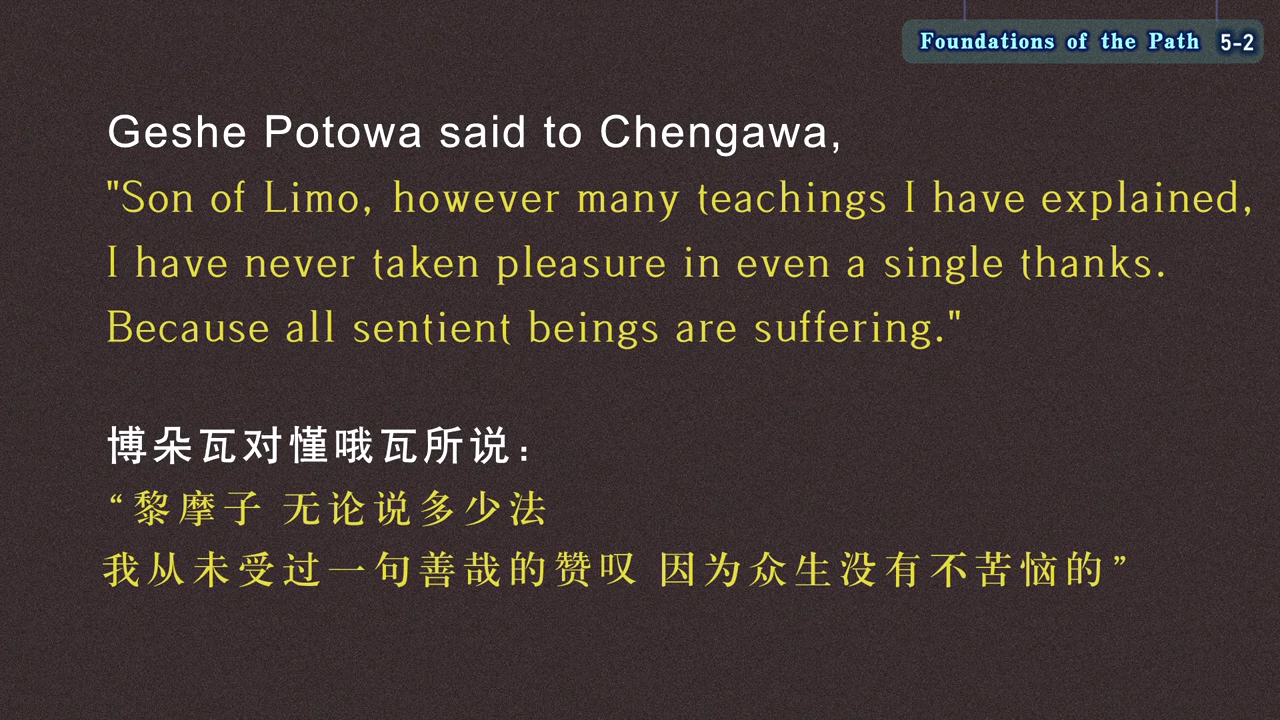 Foundations of the Path 5-2
Geshe Potowa said to Chengawa,
"Son of Limo, however many teachings I have explained,
I have never taken pleasure in even a single thanks.
Because all sentient beings are suffering."
博朵瓦对慬哦瓦所说：
“黎摩子 无论说多少法
我从未受过一句善哉的赞叹 因为众生没有不苦恼的”